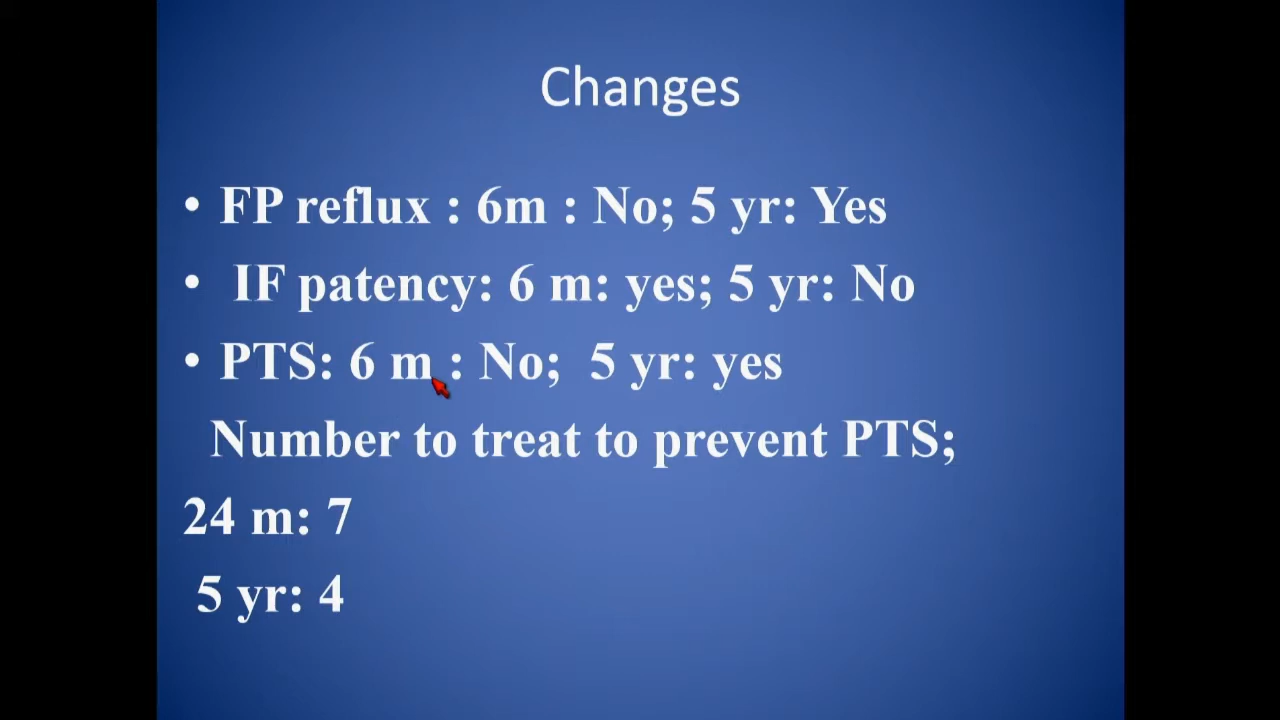 Changes
• FP reflux : 6m : No; 5 yr: Yes
• IF patency: 6 m: yes; 5 yr: No
• PTS: 6 m : No; 5 yr: yes
Number to treat to prevent PTS;
24 m: 7
5 yr: 4